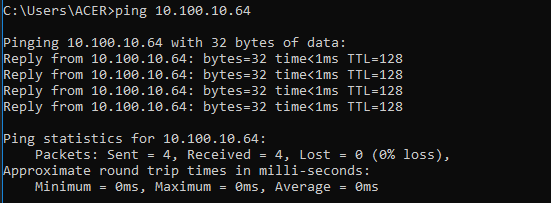 C:\Users\ACER>ping 10.100.10.64
Pinging 10.100.10.64 with 32 bytes of data:
Reply from 10.100.10.64: bytes=32 time<1ms TTL=128
Reply from 10.100.10.64: bytes=32 time<1ms TTL=128
Reply from 10.100.10.64: bytes=32 time<1ms TTL=128
Reply from 10.100.10.64: bytes=32 time<1ms TTL=128
Ping statistics for 10.100.10.64:
    Packets: Sent = 4, Received = 4, Lost = 0 (0% loss),
Approximate round trip times in milli-seconds:
    Minimum = 0ms, Maximum = 0ms, Average = 0ms